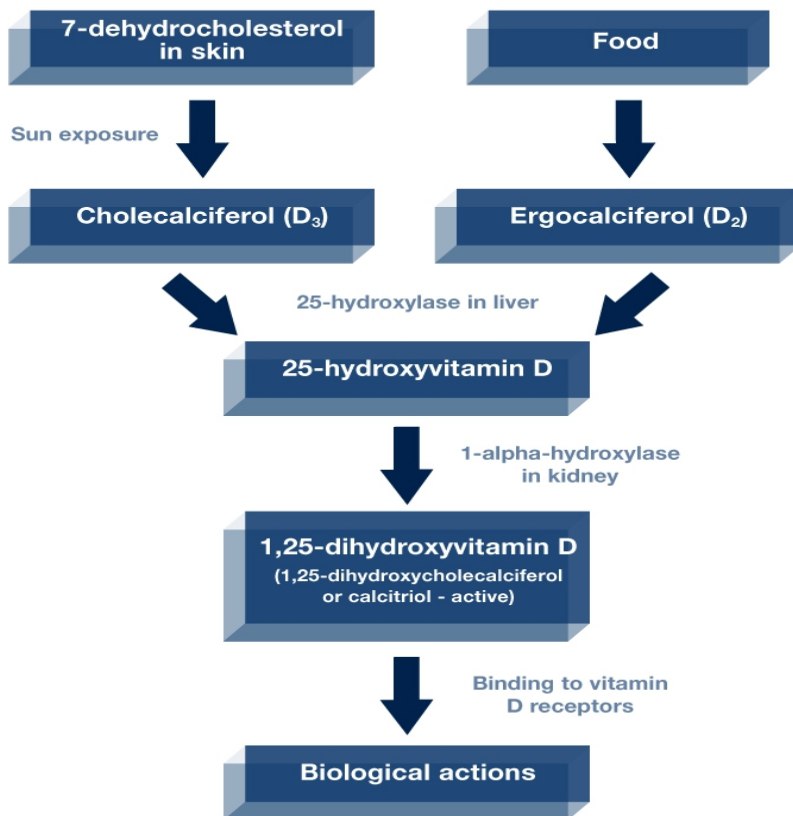 7-dehydrocholesterol
in skin
Food
Sun exposure
Cholecalciferol (D₃)
Ergocalciferol (D₂)
25-hydroxylase in liver
25-hydroxyvitamin D
1-alpha-hydroxylase
in kidney
1,25-dihydroxyvitamin D
(1,25-dihydroxycholecalciferol
or calcitriol - active)
Binding to vitamin
D receptors
Biological actions